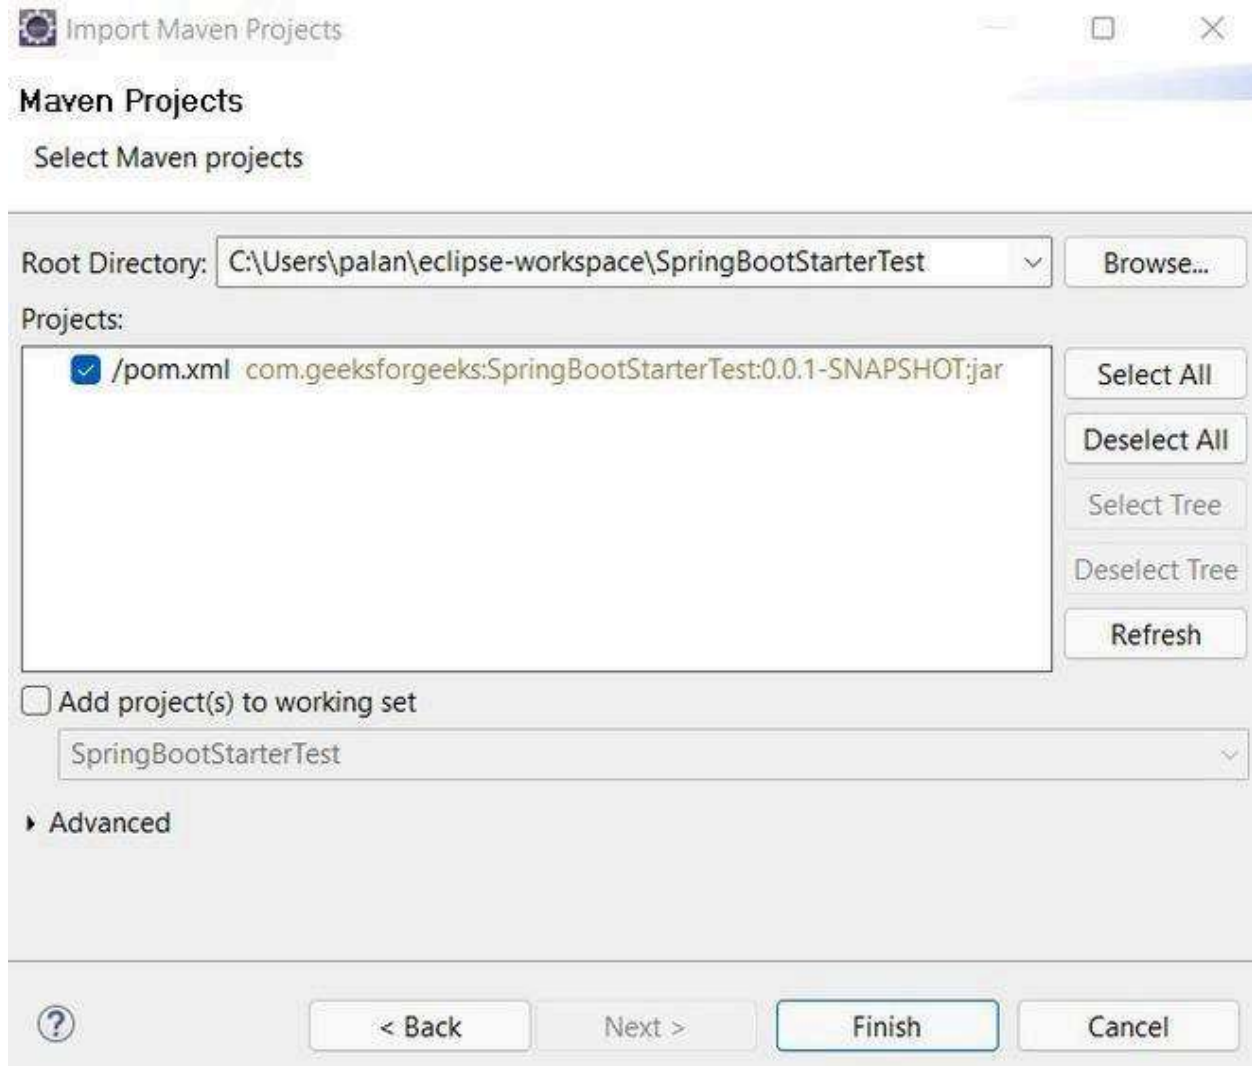 Import Maven Projects
Maven Projects
Select Maven projects
Root Directory: C:\Users\palan\eclipse-workspace\SpringBootStarterTest Browse...
Projects:
/pom.xml com.geeksforgeeks:SpringBootStarterTest:0.0.1-SNAPSHOT:jar
Select All
Deselect All
Select Tree
Deselect Tree
Refresh
Add project(s) to working set
SpringBootStarterTest
Advanced
? < Back Next > Finish Cancel